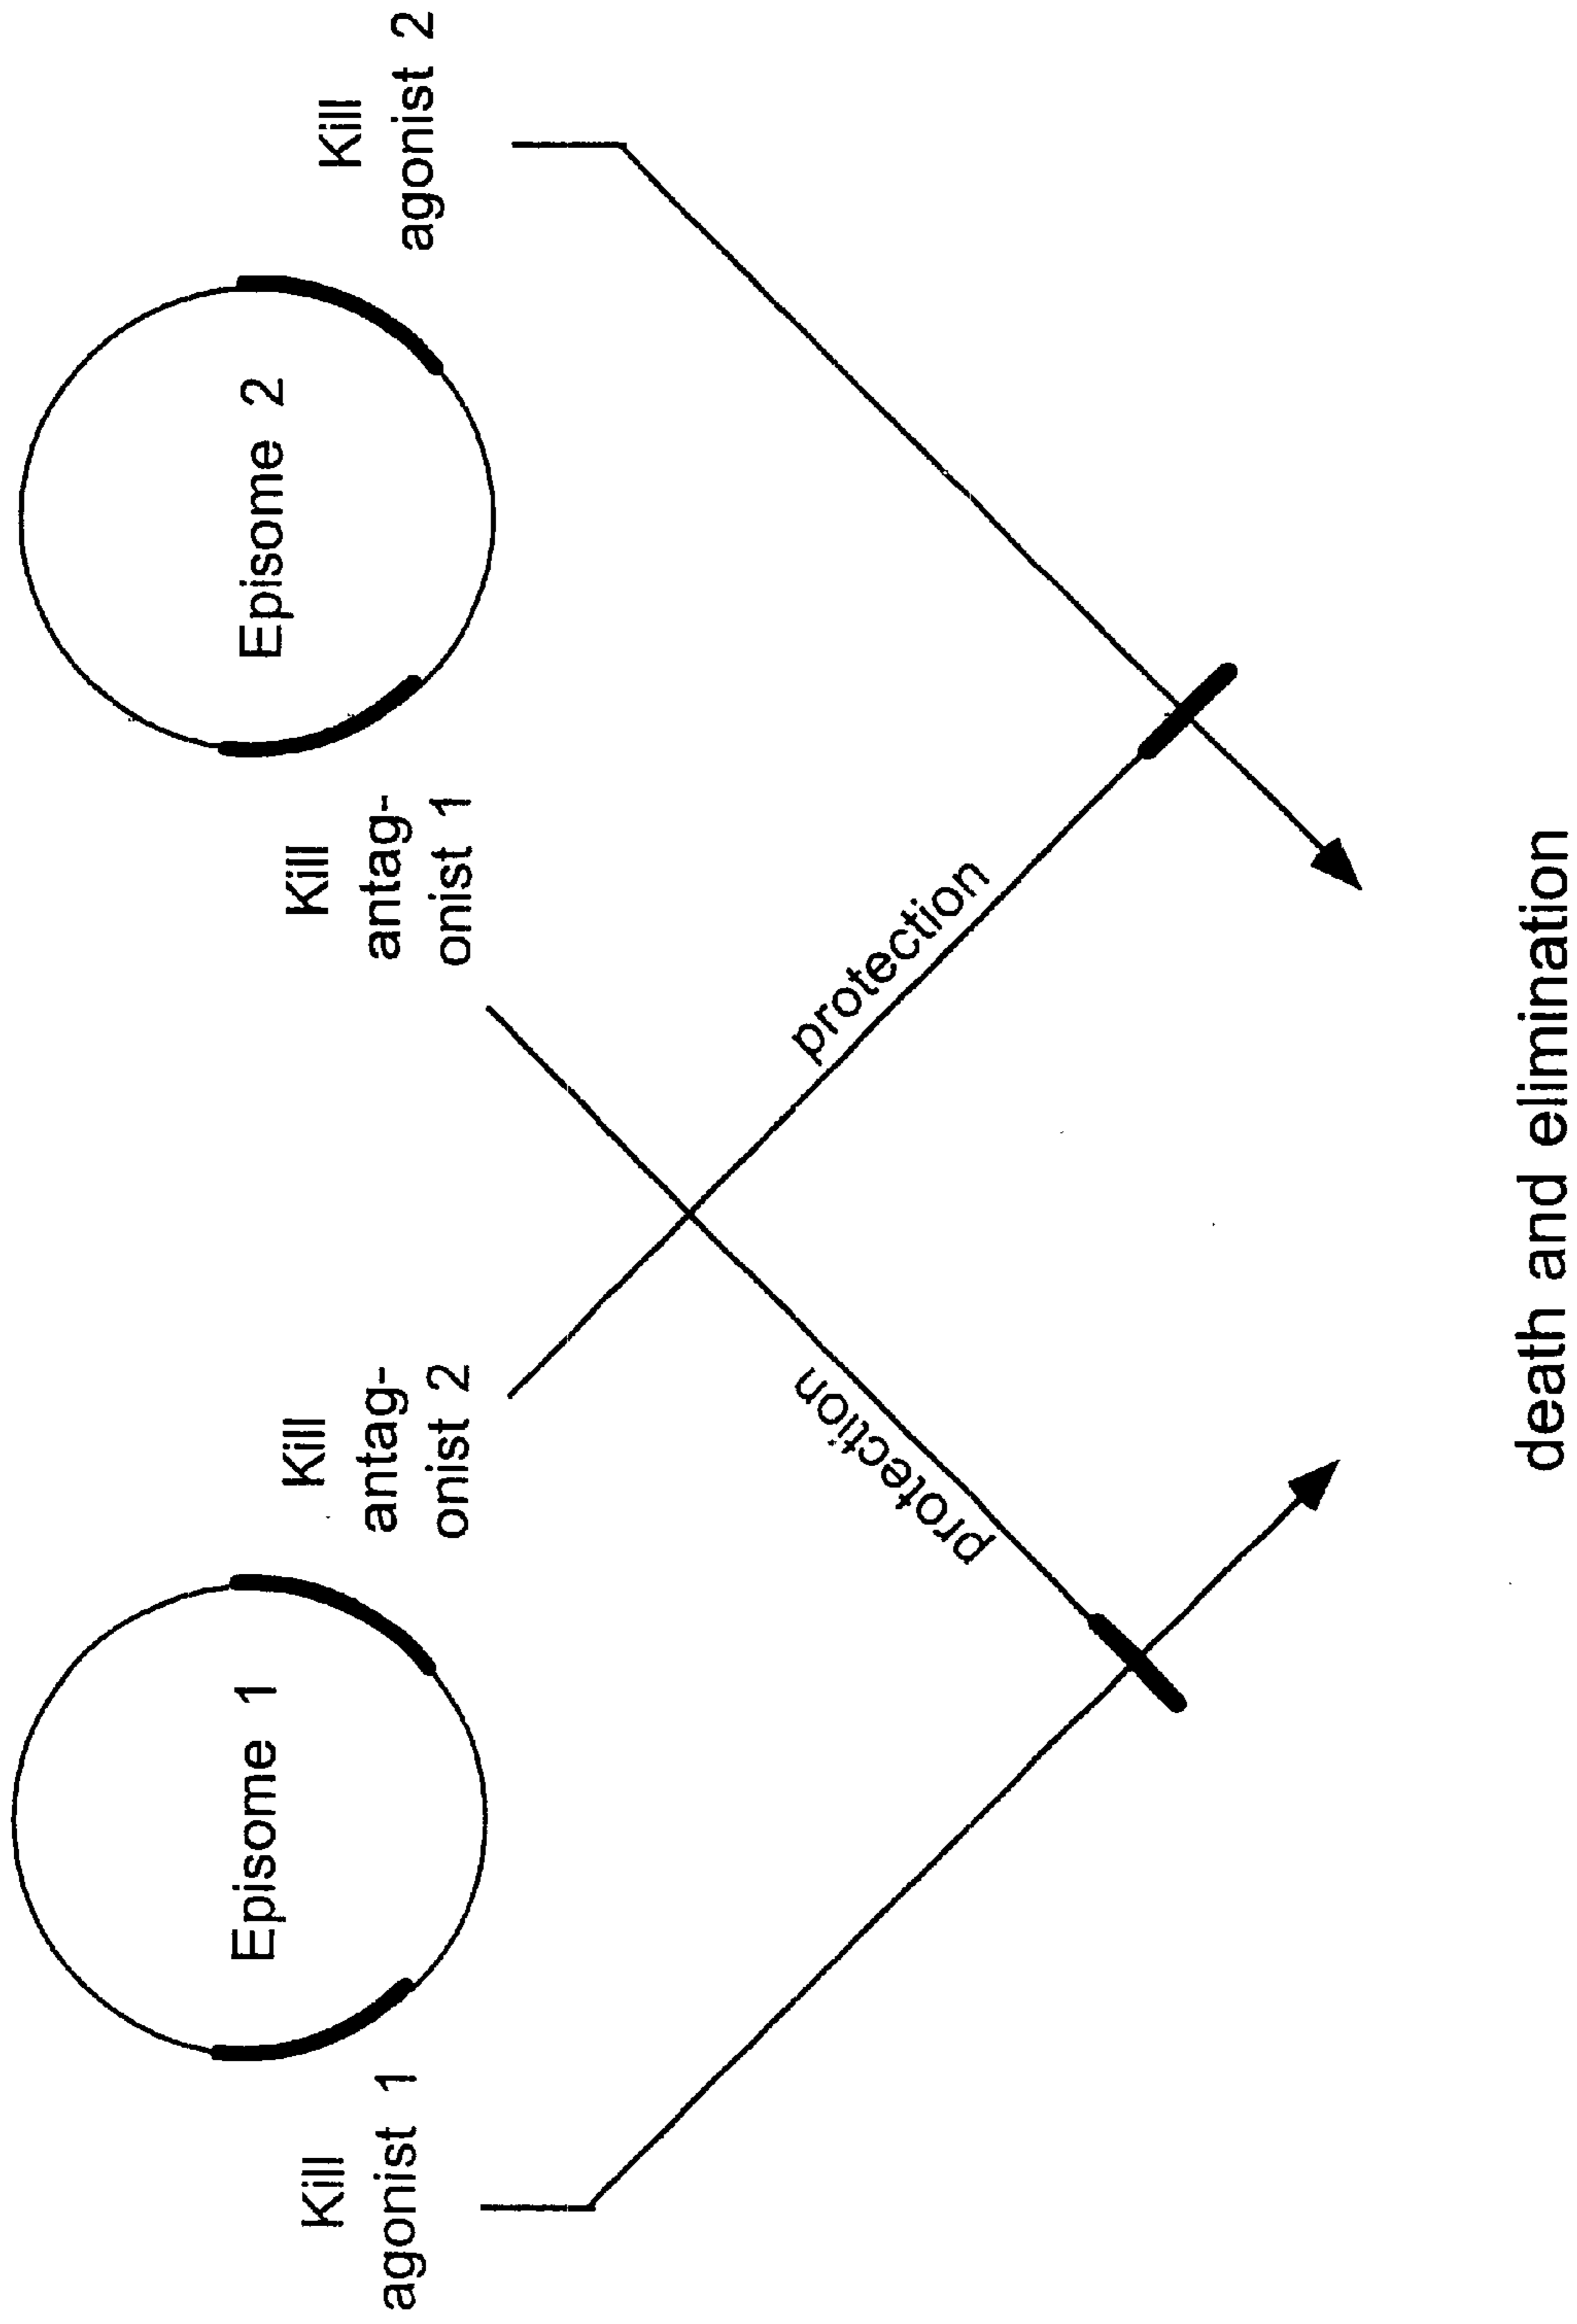 Kill
agonist 1
Episome 1
Kill
antag-
onist 2
Kill
antag-
onist 1
Episome 2
Kill
agonist 2
protection
protection
death and elimination